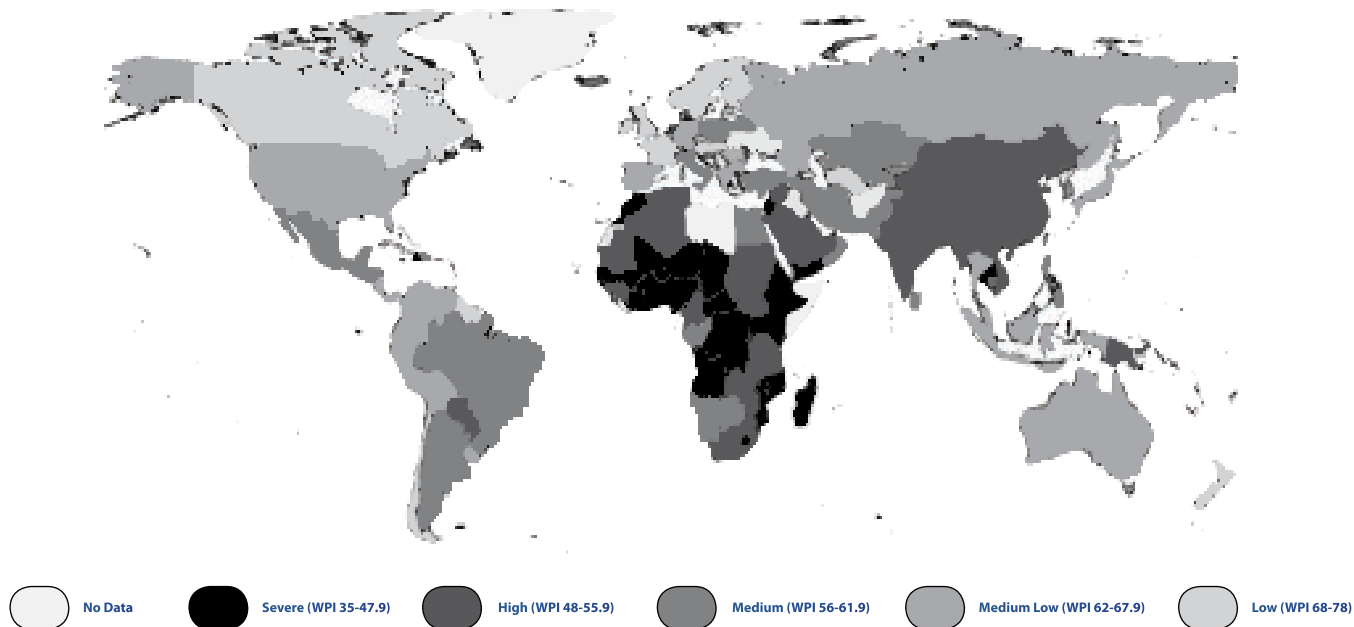 No Data
Severe (WPI 35-47.9)
High (WPI 48-55.9)
Medium (WPI 56-61.9)
Medium Low (WPI 62-67.9)
Low (WPI 68-78)